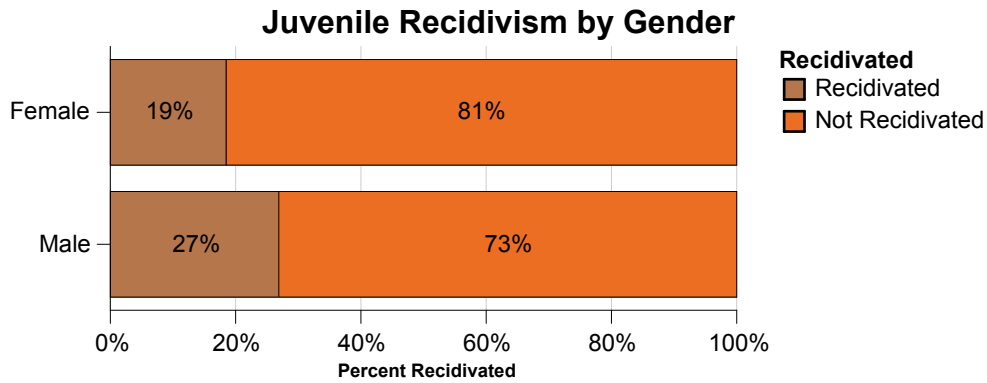 Juvenile Recidivism by Gender
Recidivated
Recidivated
Not Recidivated
Female
19%
81%
Male
27%
73%
0%
20%
40%
60%
80%
100%
Percent Recidivated